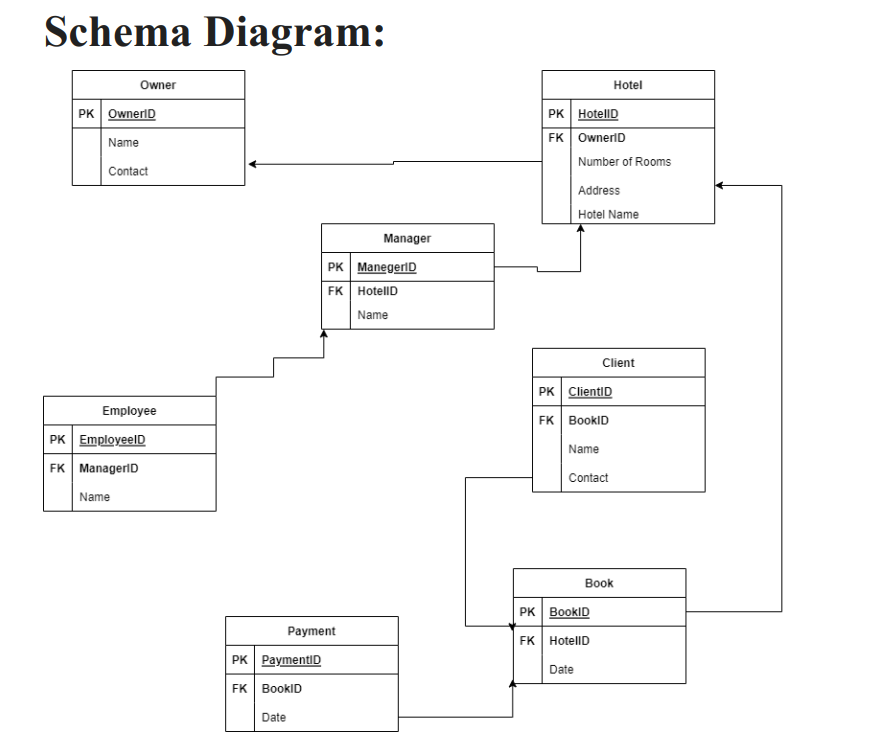 Schema Diagram:
Owner
PK OwnerID
Name
Contact
Hotel
PK HotelID
FK OwnerID
Number of Rooms
Address
Hotel Name
Manager
PK ManegerID
FK HotelID
Name
Client
PK ClientID
FK BookID
Name
Contact
Employee
PK EmployeeID
FK ManagerID
Name
Book
PK BookID
FK HotelID
Date
Payment
PK PaymentID
FK BookID
Date